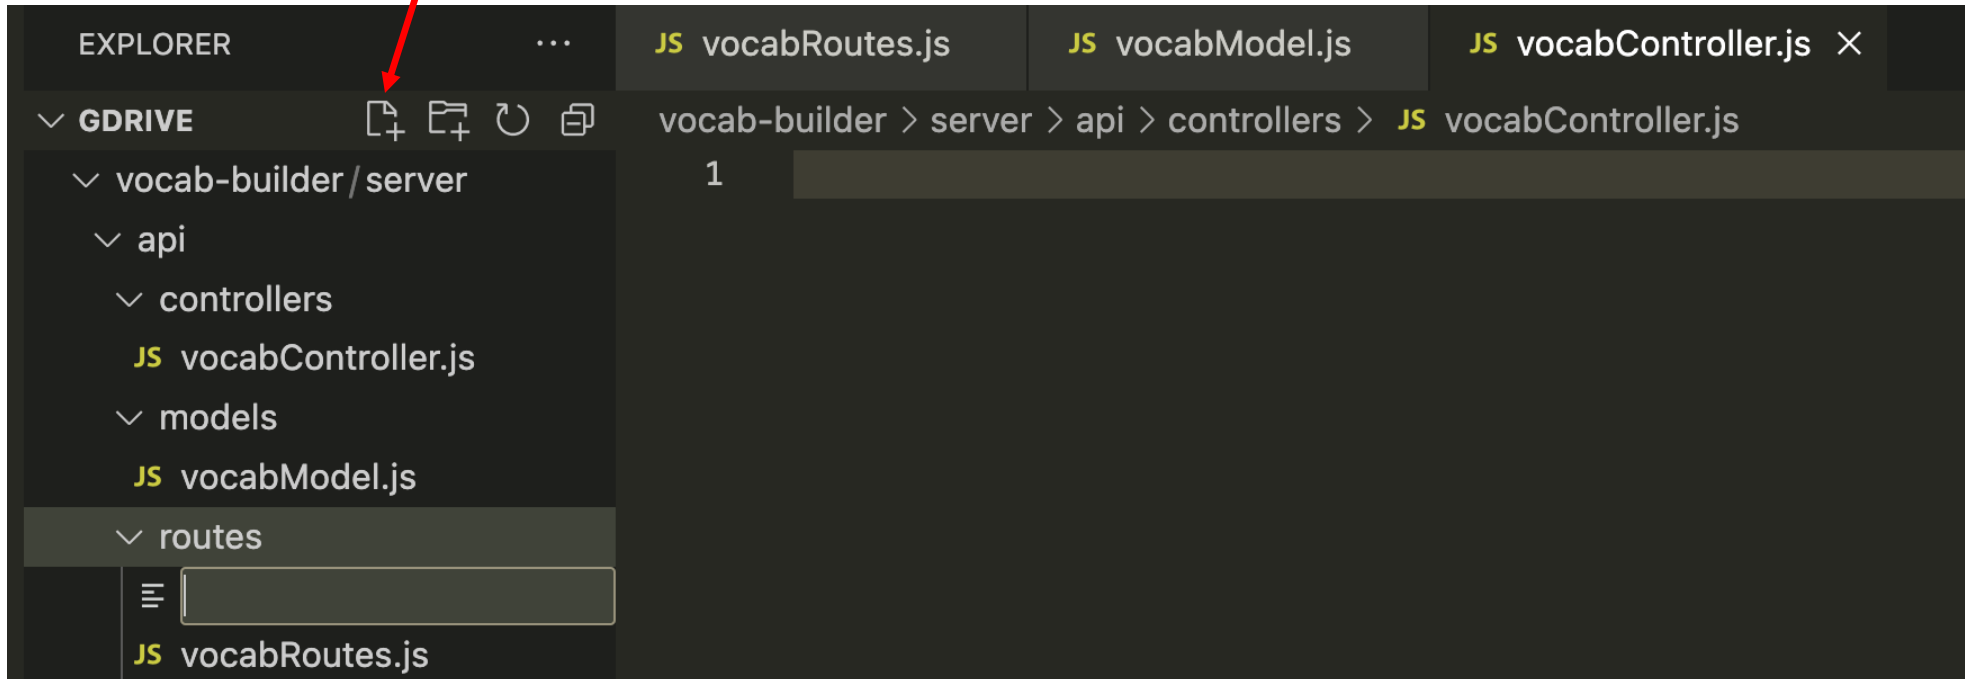 EXPLORER ...
GDRIVE
vocab-builder / server
api
controllers
JS vocabController.js
models
JS vocabModel.js
routes
JS vocabRoutes.js
JS vocabRoutes.js JS vocabModel.js JS vocabController.js ×
vocab-builder > server > api > controllers > JS vocabController.js
1